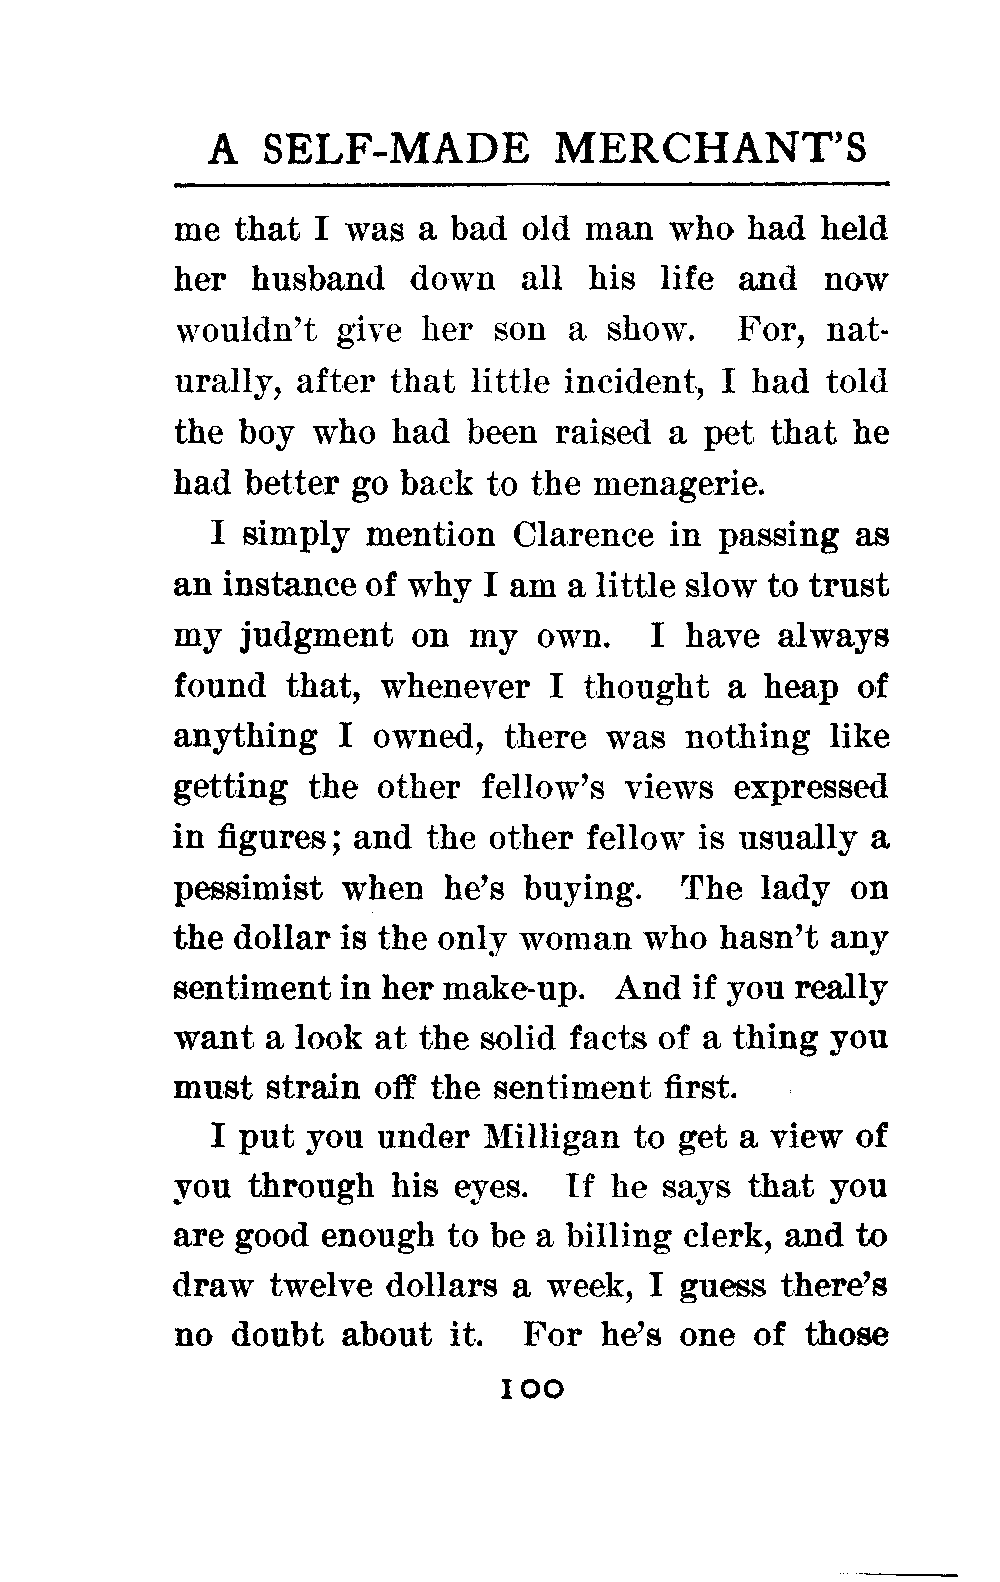 A SELF-MADE MERCHANT'S
me that I was a bad old man who had held
her husband down all his life and now
wouldn't give her son a show. For, nat-
urally, after that little incident, I had told
the boy who had been raised a pet that he
had better go back to the menagerie.
I simply mention Clarence in passing as
an instance of why I am a little slow to trust
my judgment on my own. I have always
found that, whenever I thought a heap of
anything I owned, there was nothing like
getting the other fellow's views expressed
in figures; and the other fellow is usually a
pessimist when he's buying. The lady on
the dollar is the only woman who hasn't any
sentiment in her make-up. And if you really
want a look at the solid facts of a thing you
must strain off the sentiment first.
I put you under Milligan to get a view of
you through his eyes. If he says that you
are good enough to be a billing clerk, and to
draw twelve dollars a week, I guess there's
no doubt about it. For he's one of those
100